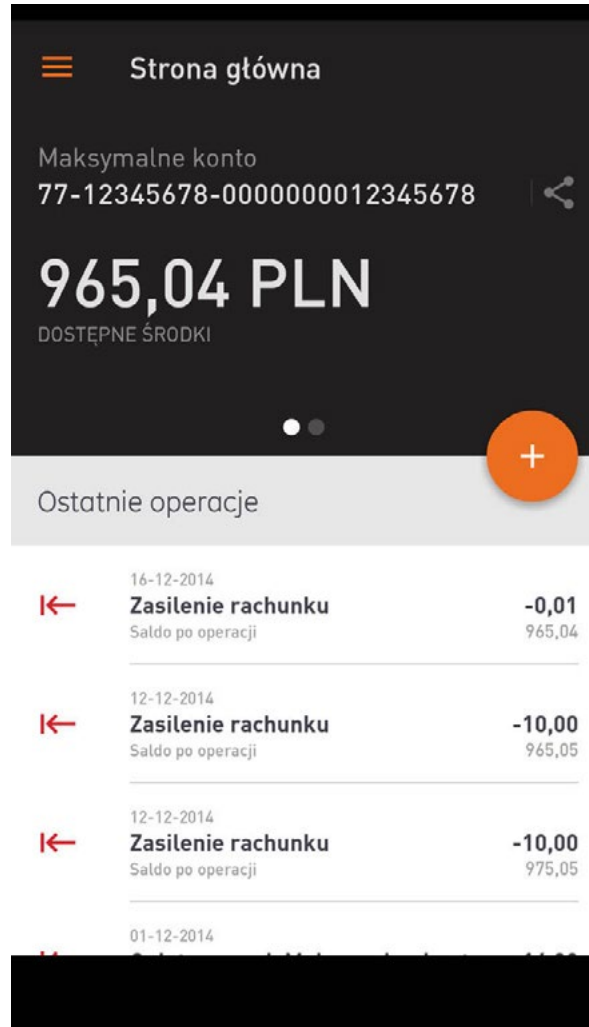 Strona główna
Maksymalne konto
77-12345678-0000000012345678
965,04 PLN
DOSTĘPNE ŚRODKI
Ostatnie operacje
16-12-2014
Zasilenie rachunku -0,01
Saldo po operacji 965,04
12-12-2014
Zasilenie rachunku -10,00
Saldo po operacji 965,05
12-12-2014
Zasilenie rachunku -10,00
Saldo po operacji 975,05
01-12-2014